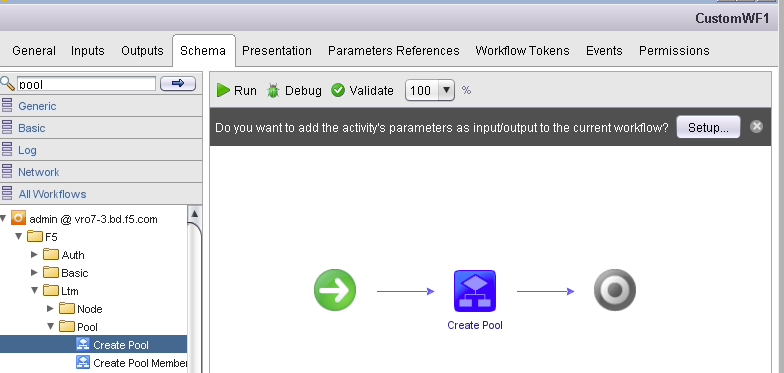 CustomWF1
General Inputs Outputs Schema Presentation Parameters References Workflow Tokens Events Permissions
pool
Run Debug Validate 100 %
Generic
Basic
Log
Network
All Workflows
Do you want to add the activity's parameters as input/output to the current workflow? Setup...
admin @ vro7-3.bd.f5.com
F5
Auth
Basic
Ltm
Node
Pool
Create Pool
Create Pool Member
Create Pool